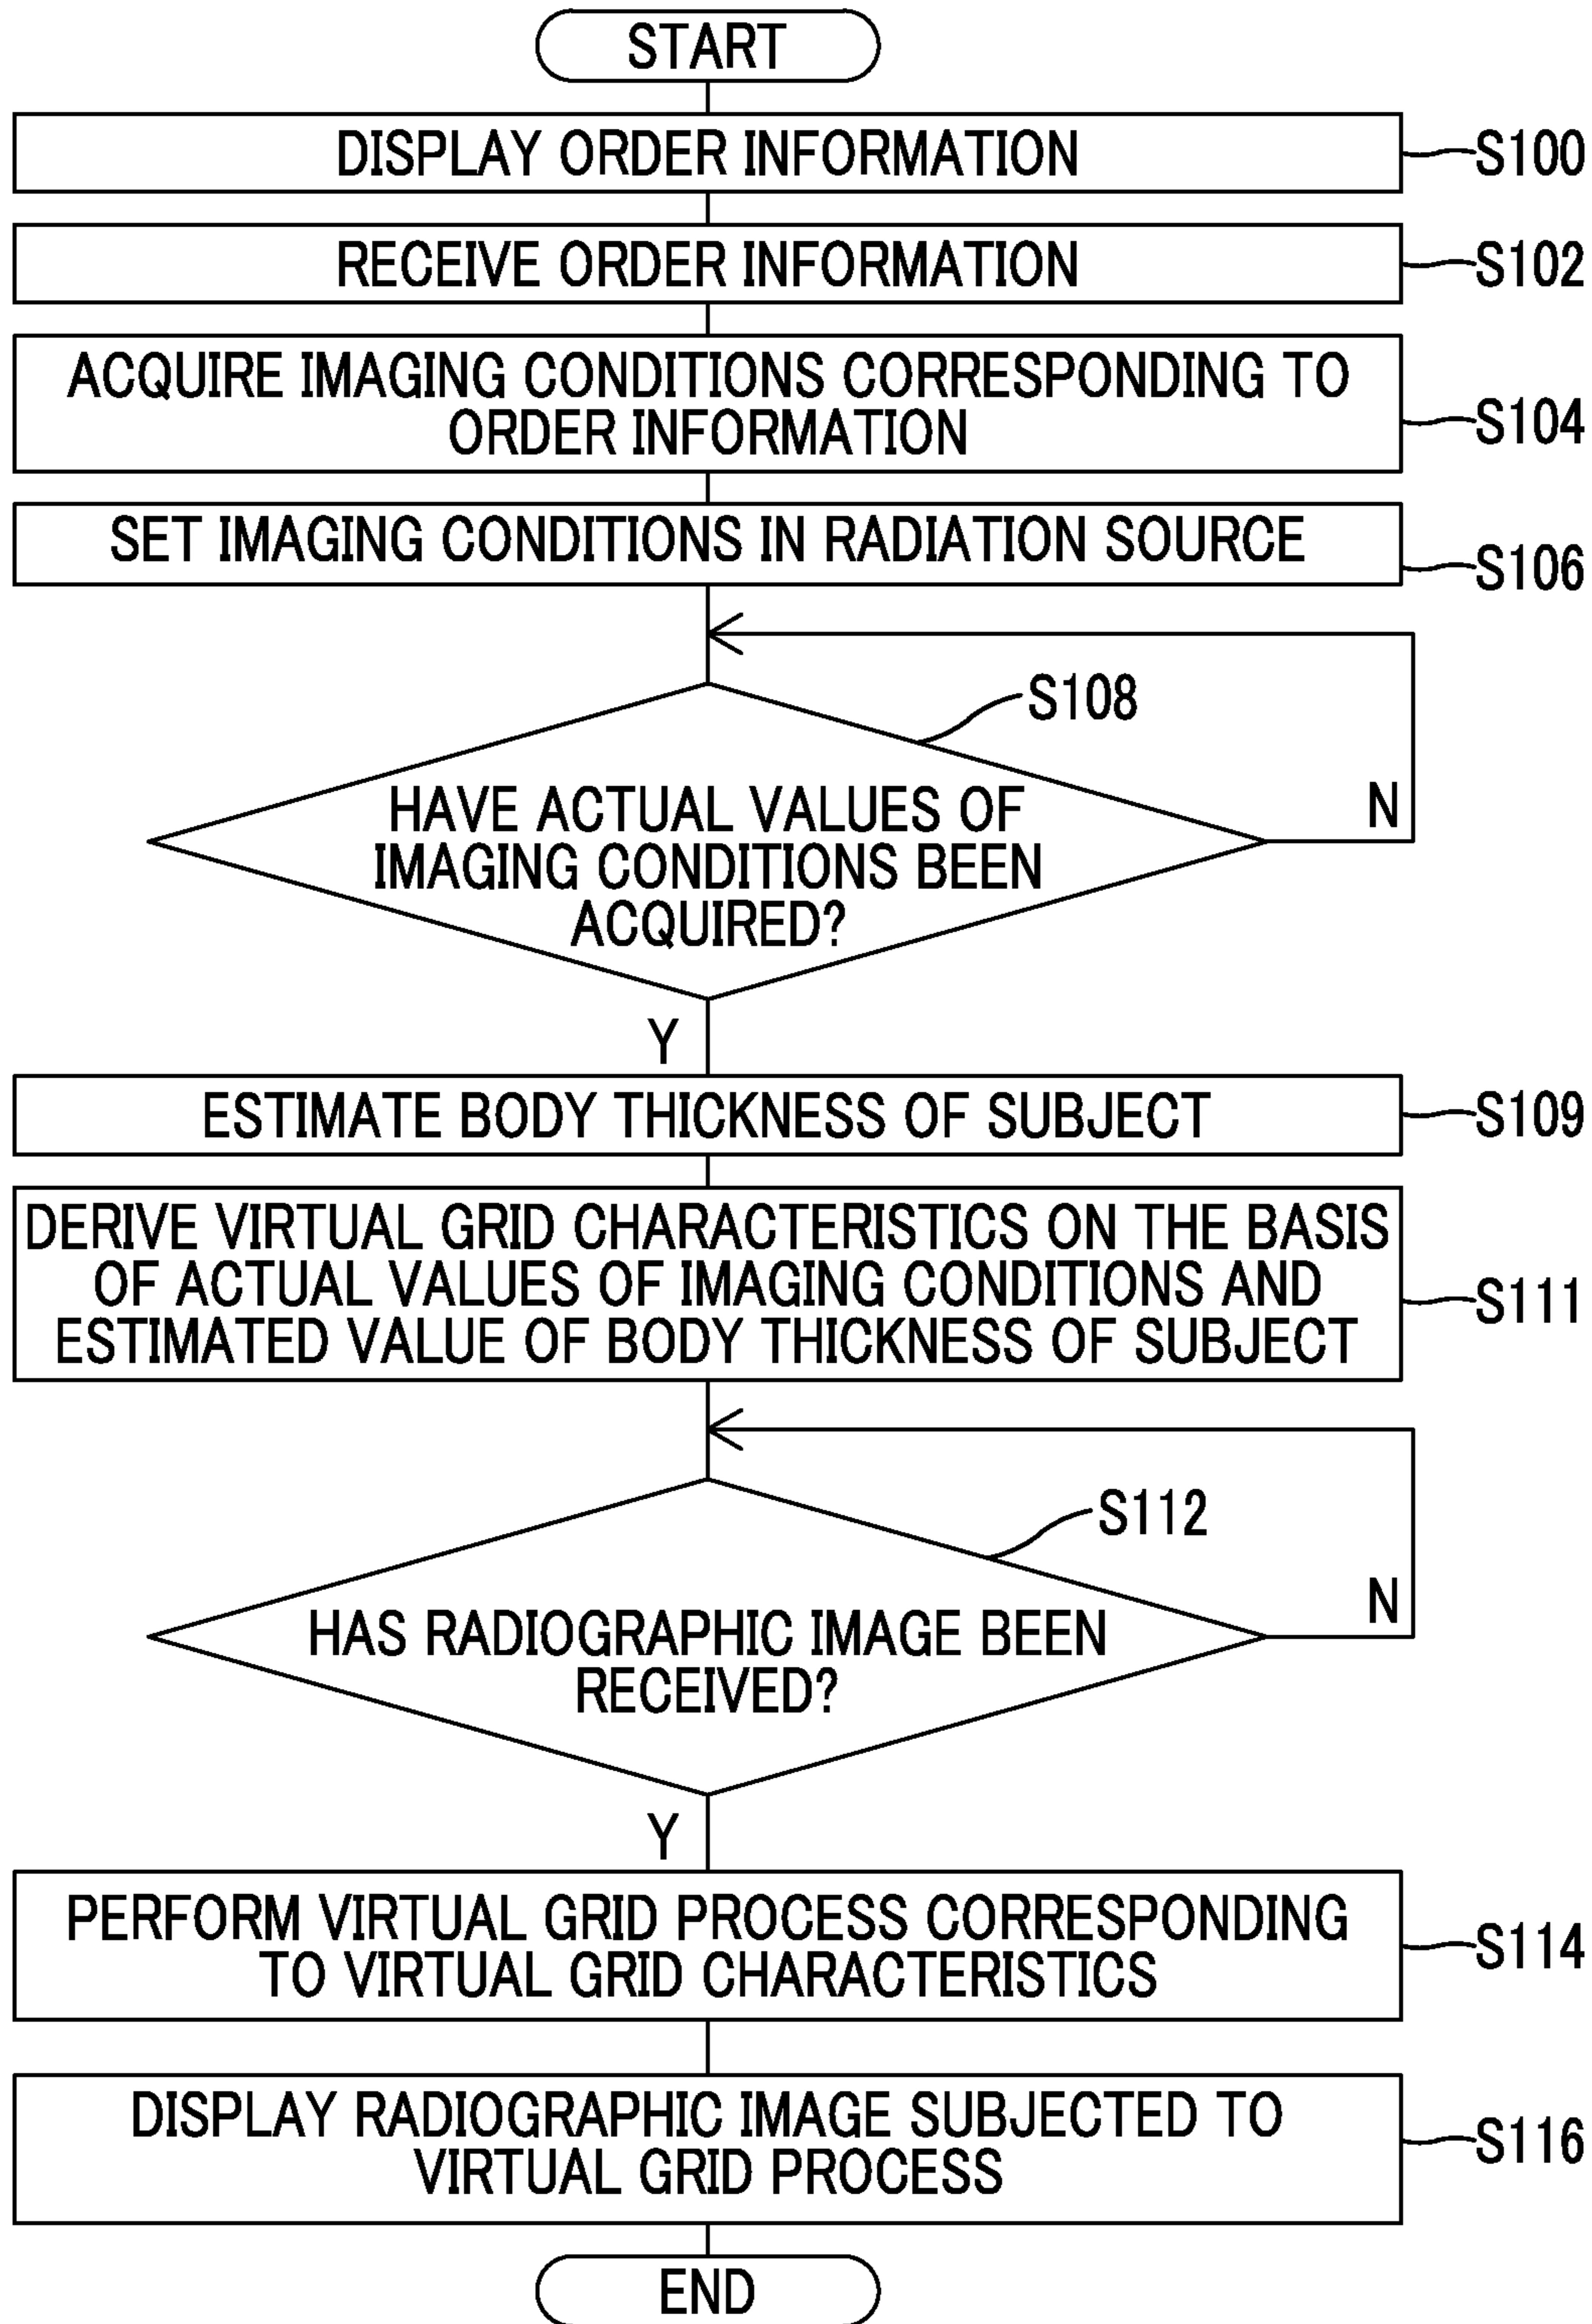 START
DISPLAY ORDER INFORMATION
S100
RECEIVE ORDER INFORMATION
S102
ACQUIRE IMAGING CONDITIONS CORRESPONDING TO
ORDER INFORMATION
S104
SET IMAGING CONDITIONS IN RADIATION SOURCE
S106
S108
HAVE ACTUAL VALUES OF
IMAGING CONDITIONS BEEN
ACQUIRED?
N
Y
ESTIMATE BODY THICKNESS OF SUBJECT
S109
DERIVE VIRTUAL GRID CHARACTERISTICS ON THE BASIS
OF ACTUAL VALUES OF IMAGING CONDITIONS AND
ESTIMATED VALUE OF BODY THICKNESS OF SUBJECT
S111
S112
HAS RADIOGRAPHIC IMAGE BEEN
RECEIVED?
N
Y
PERFORM VIRTUAL GRID PROCESS CORRESPONDING
TO VIRTUAL GRID CHARACTERISTICS
S114
DISPLAY RADIOGRAPHIC IMAGE SUBJECTED TO
VIRTUAL GRID PROCESS
S116
END